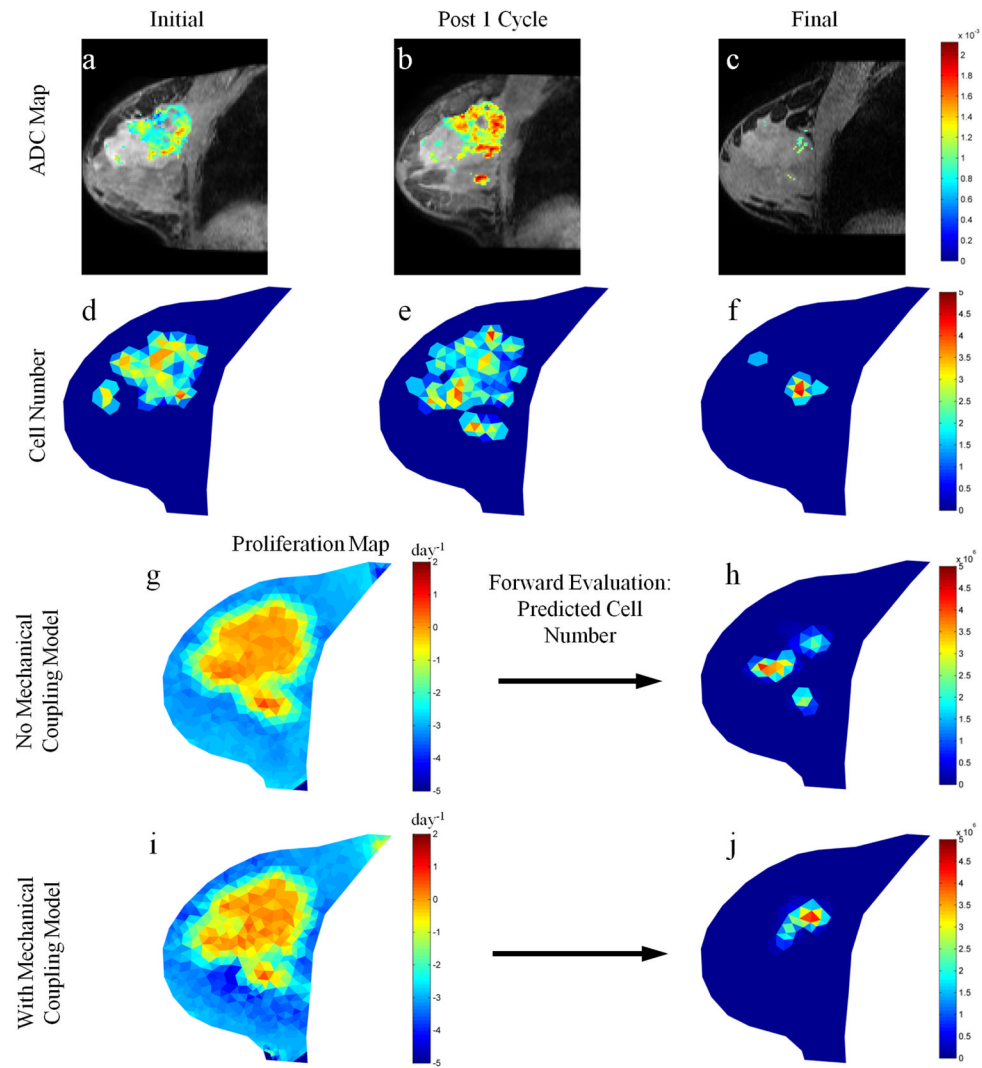 Initial
Post 1 Cycle
Final
ADC Map
a
b
c
x 10⁻³
2
1.8
1.6
1.4
1.2
1
0.8
0.6
0.4
0.2
0
Cell Number
d
e
f
5
4.5
4
3.5
3
2.5
2
1.5
1
0.5
0
No Mechanical
Coupling Model
Proliferation Map
g
day⁻¹
2
1
0
-1
-2
-3
-4
-5
Forward Evaluation:
Predicted Cell
Number
h
x 10⁶
5
4.5
4
3.5
3
2.5
2
1.5
1
0.5
0
With Mechanical
Coupling Model
i
day⁻¹
2
1
0
-1
-2
-3
-4
-5
j
x 10⁶
5
4.5
4
3.5
3
2.5
2
1.5
1
0.5
0